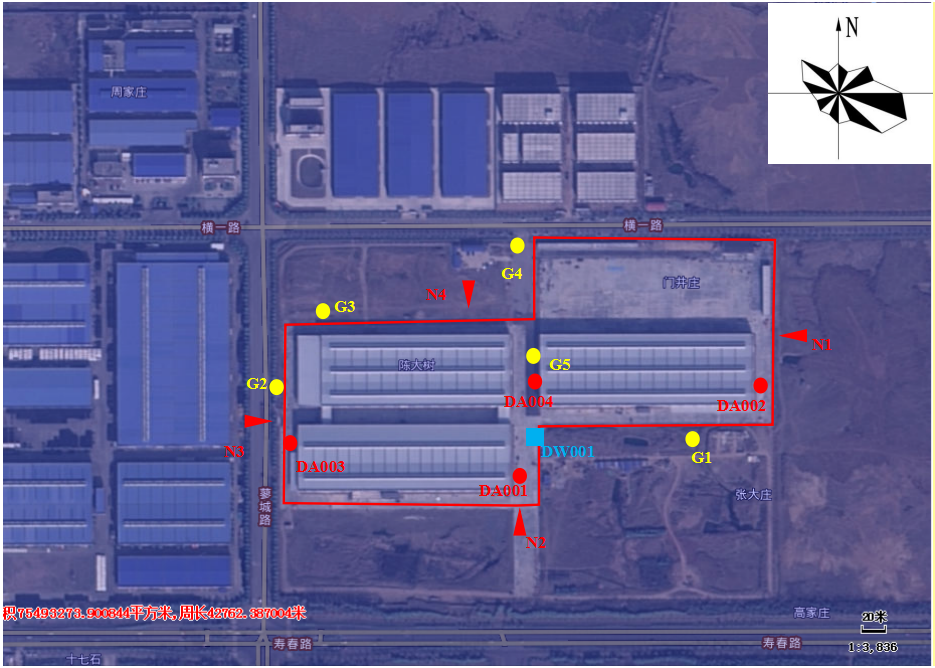 N
周家庄
横一路
横一路
G4
门井庄
N4
G3
N1
陈大树
G5
G2
DA004
DA002
N3
DW001
G1
DA003
DA001
张大庄
蓼城路
N2
积75493273.900844平方米,周长42762.387004米
高家庄
20米
寿春路
寿春路
1:3,836
十七石